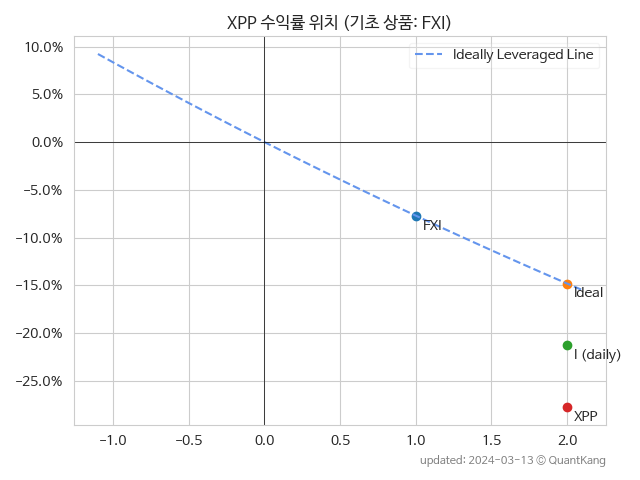 XPP 수익률 위치 (기초 상품: FXI)
Ideally Leveraged Line
10.0%
5.0%
0.0%
−5.0%
−10.0%
−15.0%
−20.0%
−25.0%
FXI
Ideal
I (daily)
XPP
−1.0 −0.5 0.0 0.5 1.0 1.5 2.0
updated: 2024-03-13 © QuantKang